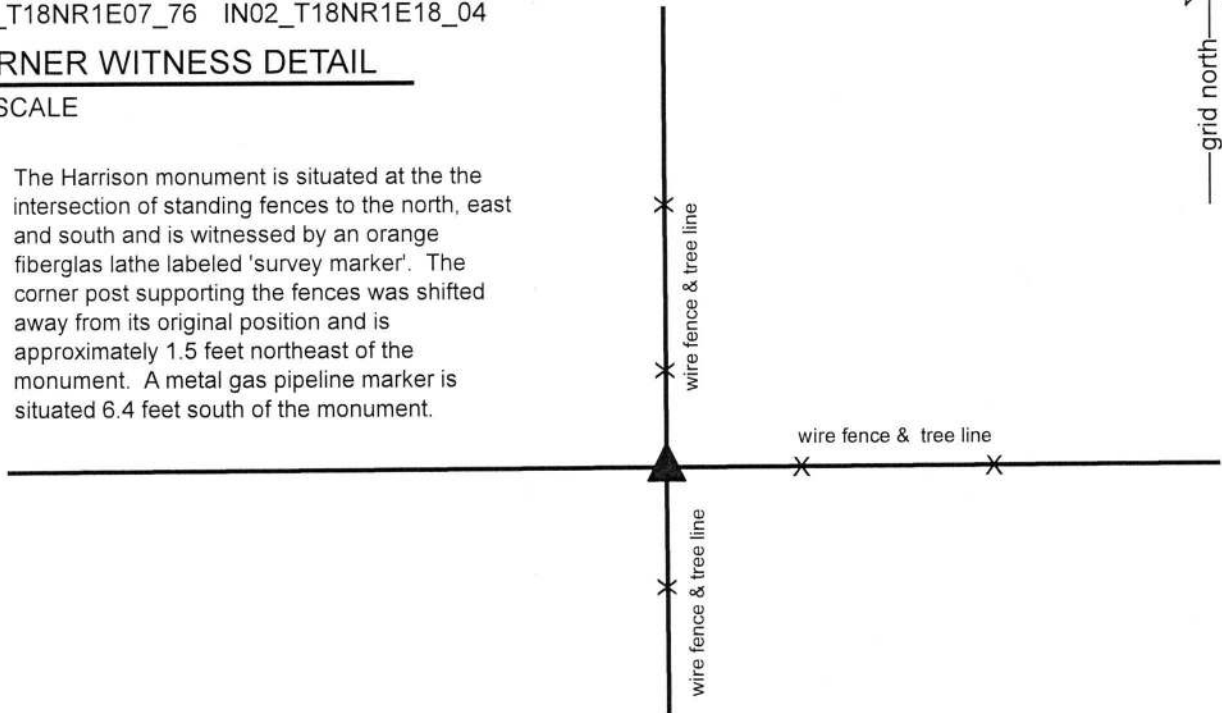 _T18NR1E07_76 IN02_T18NR1E18_04
RNER WITNESS DETAIL
SCALE
The Harrison monument is situated at the the
intersection of standing fences to the north, east
and south and is witnessed by an orange
fiberglas lathe labeled 'survey marker'. The
corner post supporting the fences was shifted
away from its original position and is
approximately 1.5 feet northeast of the
monument. A metal gas pipeline marker is
situated 6.4 feet south of the monument.
wire fence & tree line
wire fence & tree line
wire fence & tree line
grid north